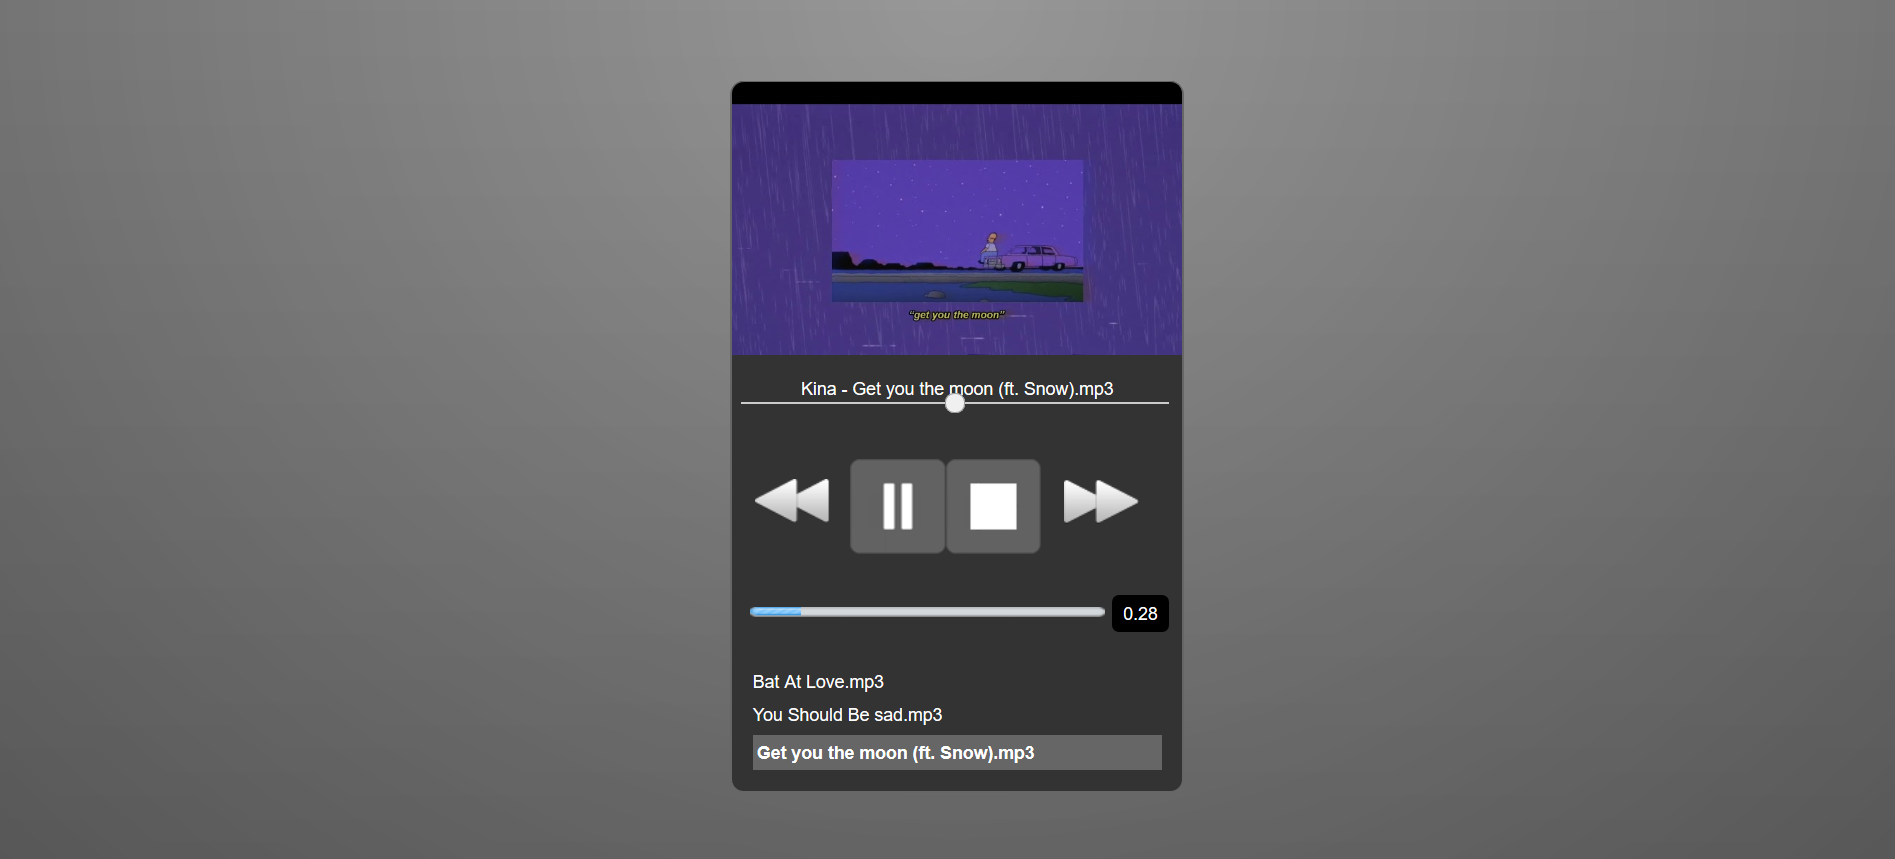 "get you the moon"
Kina - Get you the moon (ft. Snow).mp3
0.28
Bat At Love.mp3
You Should Be sad.mp3
Get you the moon (ft. Snow).mp3